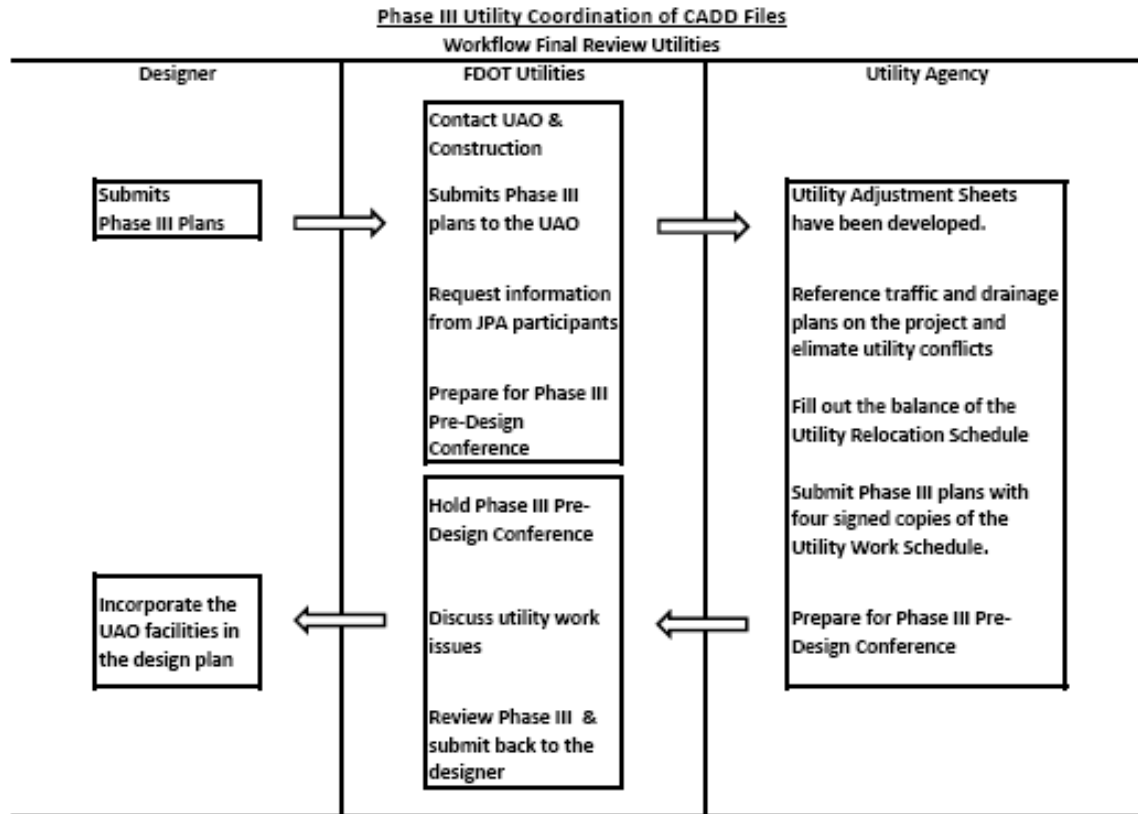 Phase III Utility Coordination of CADD Files
Workflow Final Review Utilities
Designer
FDOT Utilities
Utility Agency
Submits
Phase III Plans
Contact UAO &
Construction
Submits Phase III
plans to the UAO
Request information
from JPA participants
Prepare for Phase III
Pre-Design
Conference
Utility Adjustment Sheets
have been developed.
Reference traffic and drainage
plans on the project and
elimate utility conflicts
Fill out the balance of the
Utility Relocation Schedule
Submit Phase III plans with
four signed copies of the
Utility Work Schedule.
Prepare for Phase III Pre-
Design Conference
Hold Phase III Pre-
Design Conference
Discuss utility work
issues
Review Phase III &
submit back to the
designer
Incorporate the
UAO facilities in
the design plan